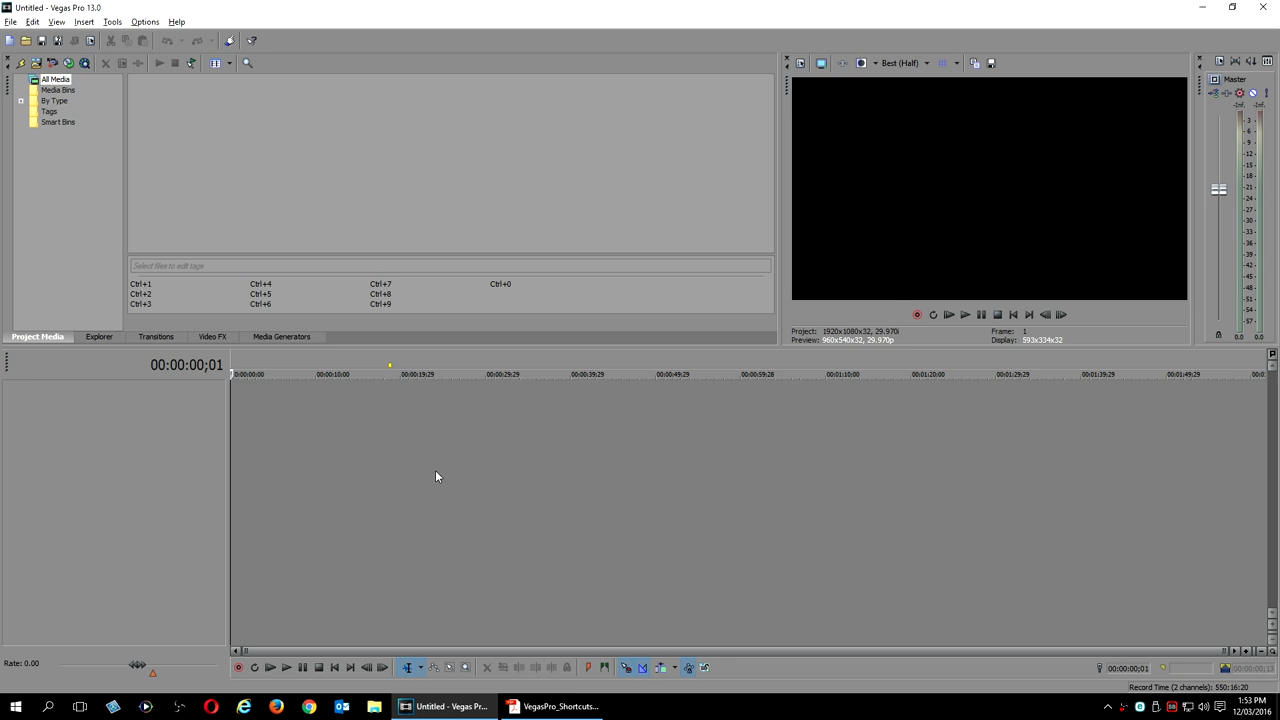 Untitled - Vegas Pro 13.0
File Edit View Insert Tools Options Help
Best (Half)
All Media
Media Bins
By Type
Tags
Smart Bins
Select files to edit tags
Ctrl+1 Ctrl+4 Ctrl+7 Ctrl+0
Ctrl+2 Ctrl+5 Ctrl+8
Ctrl+3 Ctrl+6 Ctrl+9
Project Media Explorer Transitions Video FX Media Generators
Project: 1920x1080x32, 29.970i Frame: 1
Preview: 960x540x32, 29.970p Display: 593x334x32
Master
-Inf. -Inf.
3
6
9
12
15
18
21
24
27
30
33
36
39
42
45
48
51
54
57
0.0 0.0
00:00:00;01
0:00:00;00 00:00:10;00 00:00:19;29 00:00:29;29 00:00:39;29 00:00:49;29 00:00:59;28 00:01:10;00 00:01:20;00 00:01:29;29 00:01:39;29 00:01:49;29 00:0
Rate: 0.00
00:00:00;01 00:00:00;13
Record Time (2 channels): 550:16:20
Untitled - Vegas Pr... VegasPro_Shortcuts...
1:53 PM
12/03/2016